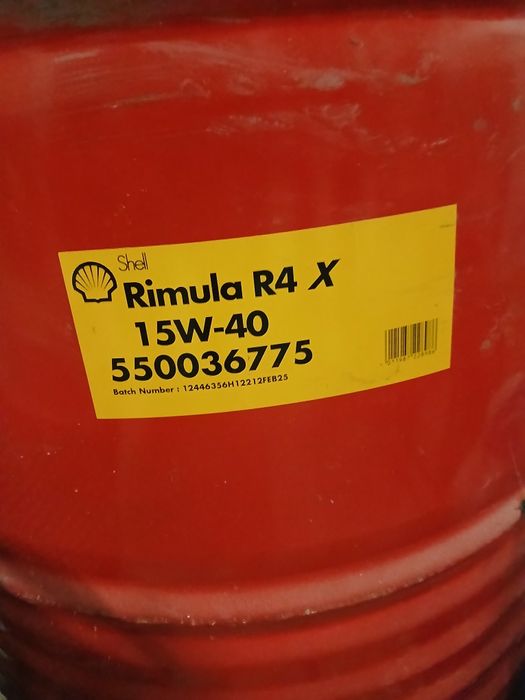 Shell
Rimula R4 X
15W-40
550036775
Batch Number : 12446356H12212FEB25